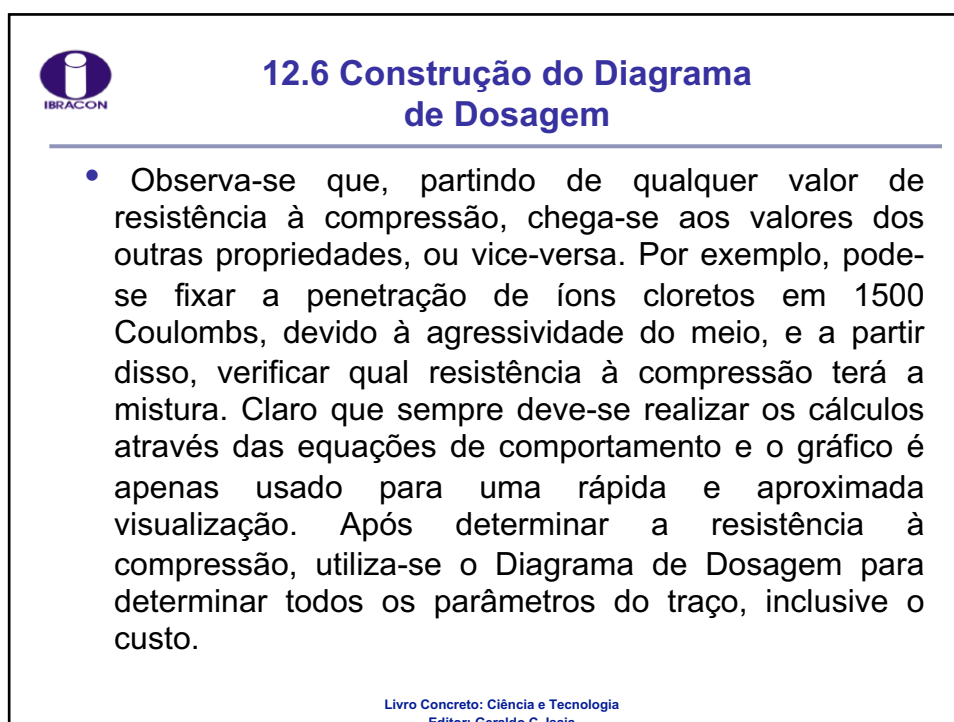 IBRACON
12.6 Construção do Diagrama
de Dosagem
• Observa-se que, partindo de qualquer valor de
resistência à compressão, chega-se aos valores dos
outras propriedades, ou vice-versa. Por exemplo, pode-
se fixar a penetração de íons cloretos em 1500
Coulombs, devido à agressividade do meio, e a partir
disso, verificar qual resistência à compressão terá a
mistura. Claro que sempre deve-se realizar os cálculos
através das equações de comportamento e o gráfico é
apenas usado para uma rápida e aproximada
visualização. Após determinar a resistência à
compressão, utiliza-se o Diagrama de Dosagem para
determinar todos os parâmetros do traço, inclusive o
custo.
Livro Concreto: Ciência e Tecnologia
Editor: Geraldo C. Isaia